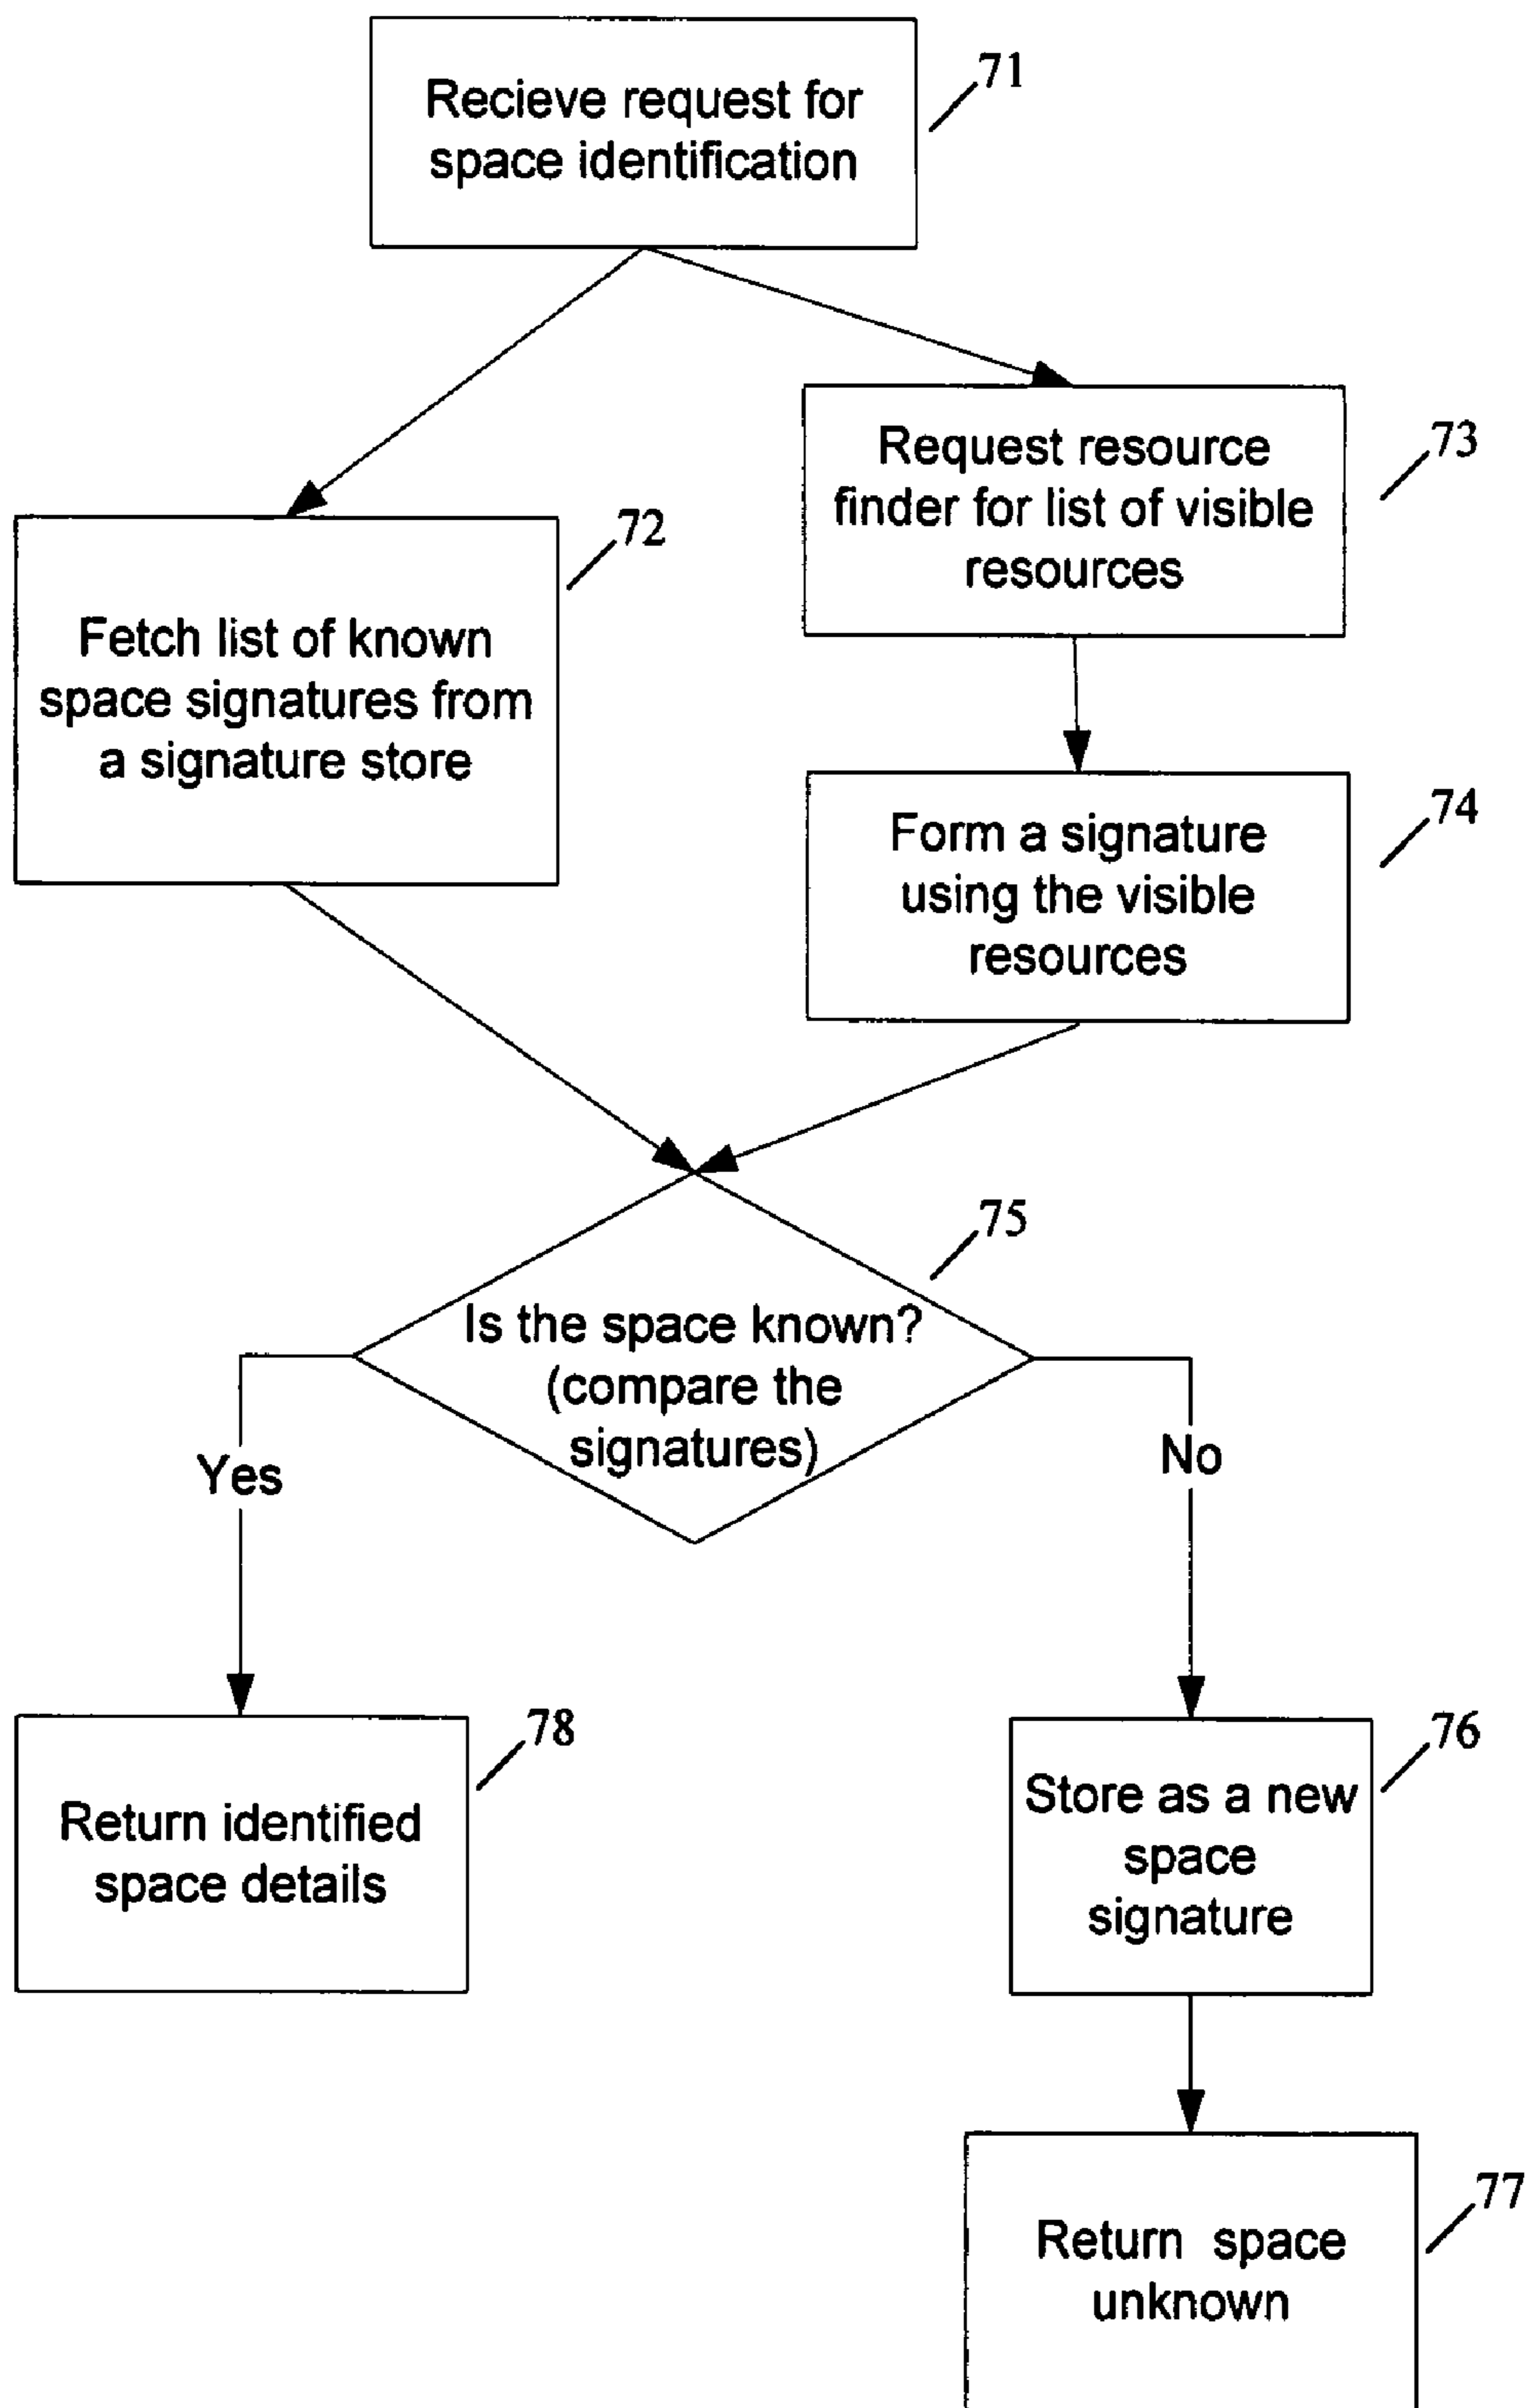 Recieve request for
space identification
71
Request resource
finder for list of visible
resources
73
Fetch list of known
space signatures from
a signature store
72
Form a signature
using the visible
resources
74
Is the space known?
(compare the
signatures)
75
Yes
No
Return identified
space details
78
Store as a new
space
signature
76
Return space
unknown
77